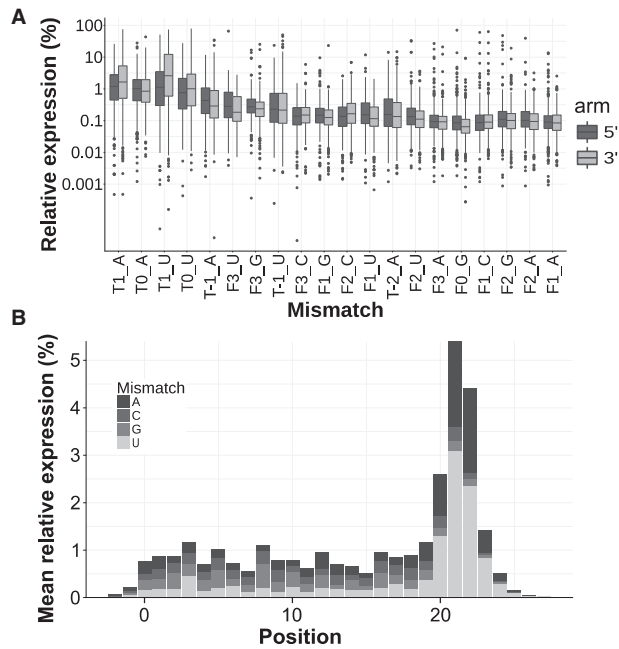 A
Relative expression (%)
100
10
1
0.1
0.01
0.001
arm
5'
3'
T1_A
T0_A
T1_U
T0_U
T-1_A
F3_U
F3_G
T-1_U
F3_C
F1_G
F2_C
F1_U
T-2_A
F2_U
F3_A
F0_G
F1_C
F2_G
F2_A
F1_A
Mismatch
B
Mean relative expression (%)
5
4
3
2
1
0
Mismatch
A
C
G
U
0
10
20
Position